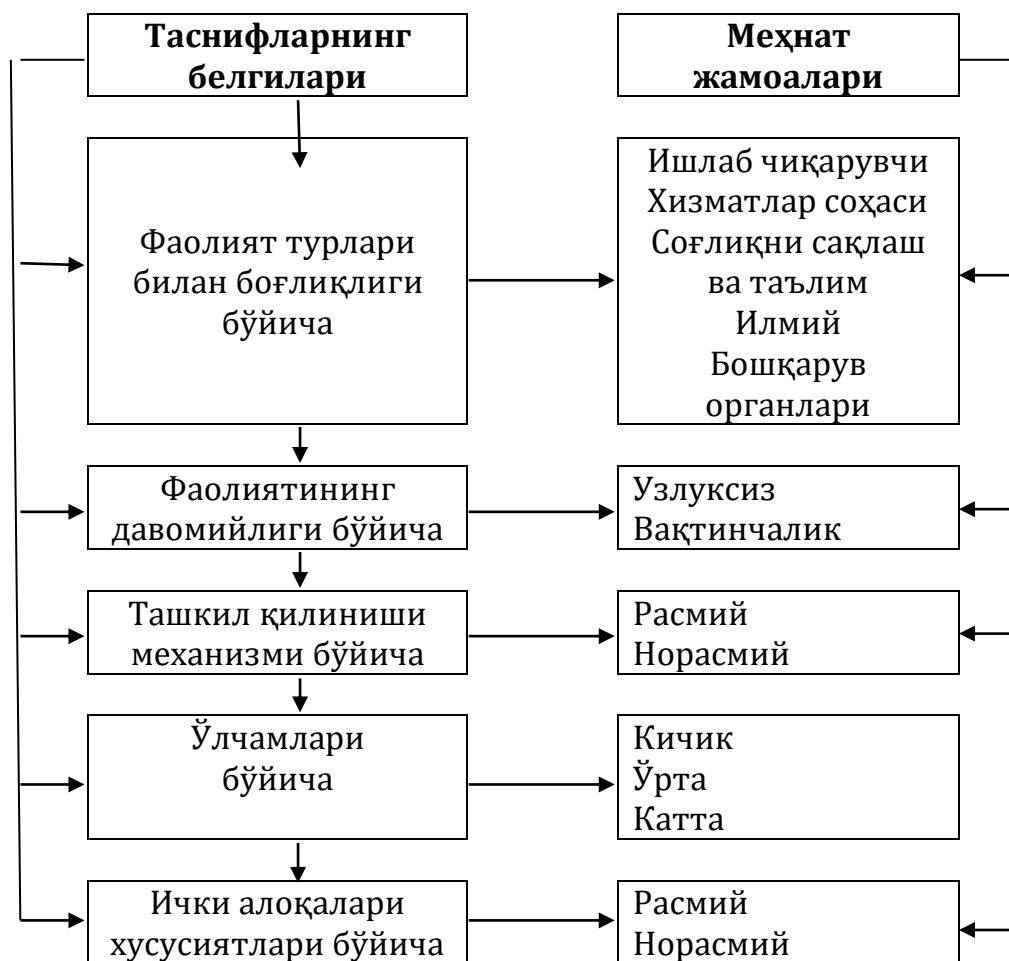 Таснифларнинг
белгилари
Меҳнат
жамоалари
Фаолият турлари
билан боғлиқлиги
бўйича
Ишлаб чиқарувчи
Хизматлар соҳаси
Соғлиқни сақлаш
ва таълим
Илмий
Бошқарув
органлари
Фаолиятининг
давомийлиги бўйича
Узлуксиз
Вақтинчалик
Ташкил қилиниши
механизми бўйича
Расмий
Норасмий
Ўлчамлари
бўйича
Кичик
Ўрта
Катта
Ички алоқалари
хусусиятлари бўйича
Расмий
Норасмий